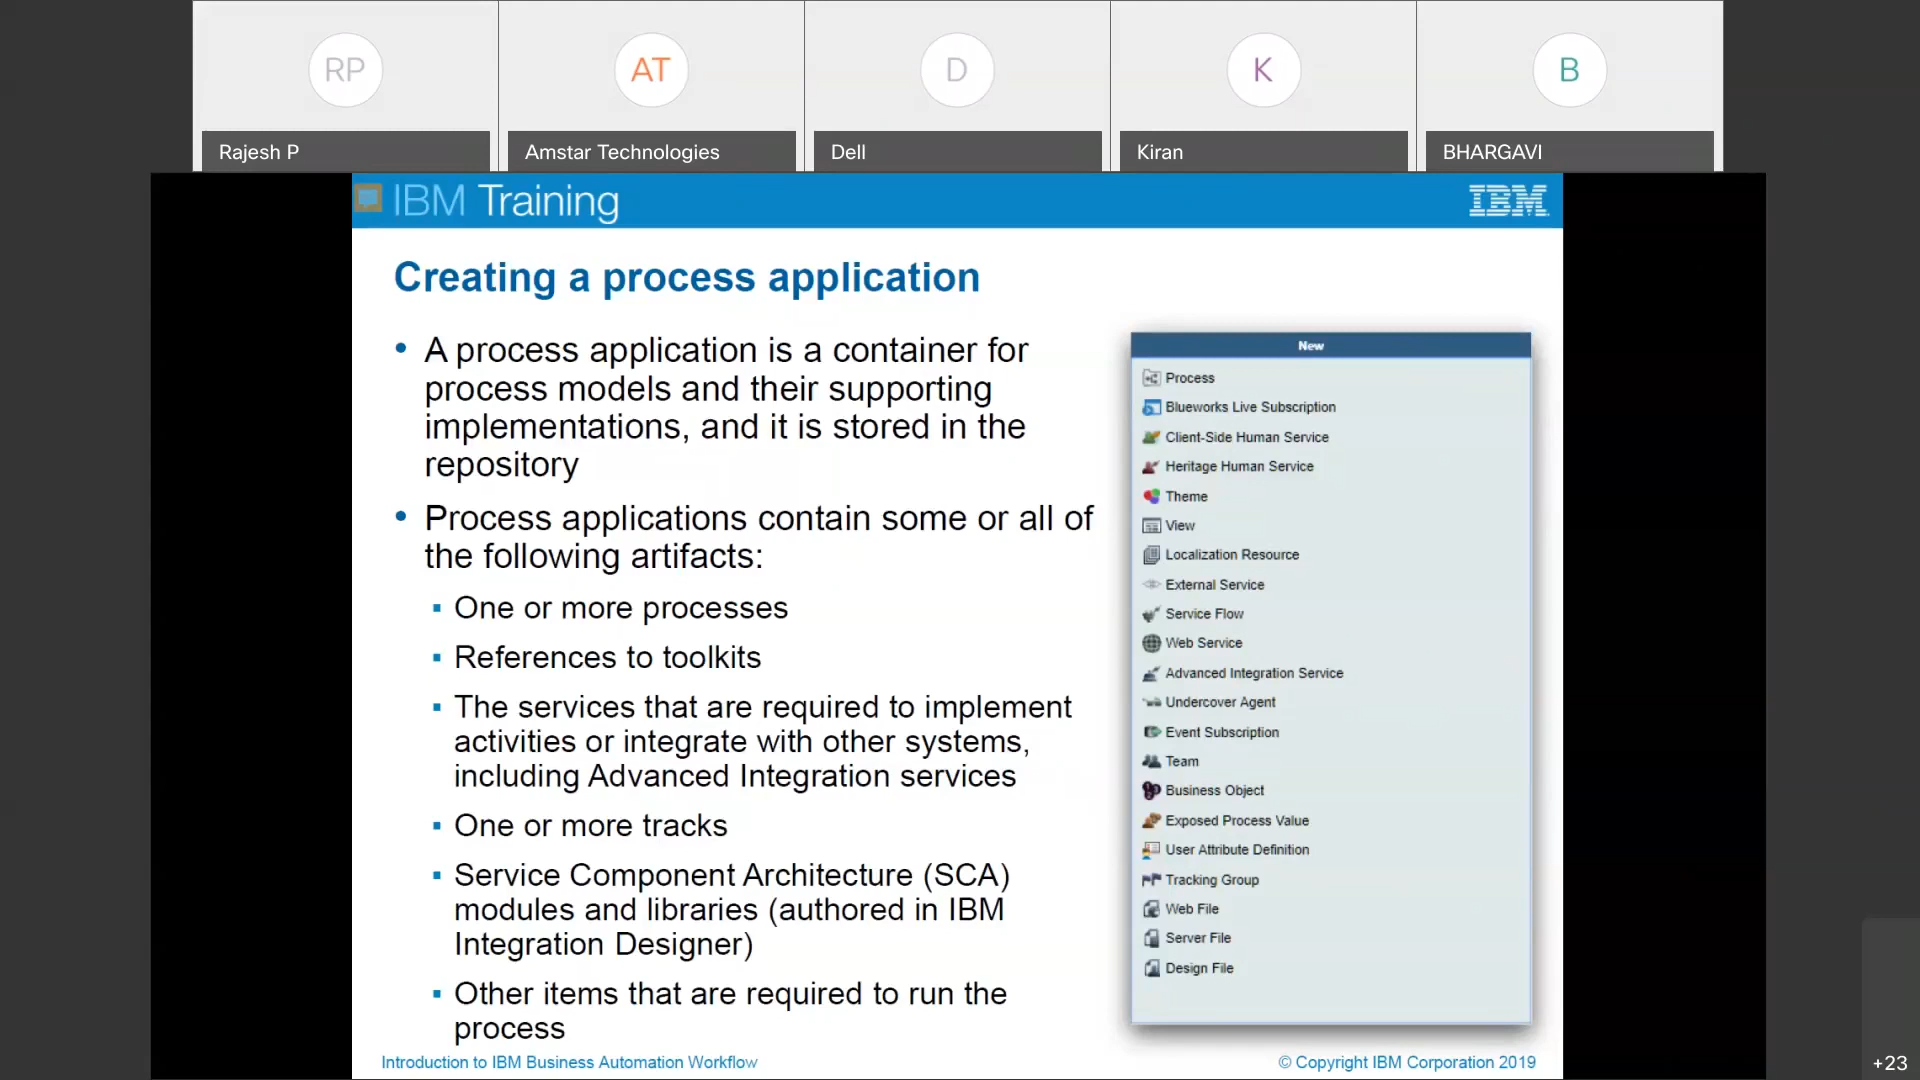 RP
AT
D
K
B
Rajesh P
Amstar Technologies
Dell
Kiran
BHARGAVI
IBM Training
IBM
Creating a process application
• A process application is a container for
process models and their supporting
implementations, and it is stored in the
repository
• Process applications contain some or all of
the following artifacts:
▪ One or more processes
▪ References to toolkits
▪ The services that are required to implement
activities or integrate with other systems,
including Advanced Integration services
▪ One or more tracks
▪ Service Component Architecture (SCA)
modules and libraries (authored in IBM
Integration Designer)
▪ Other items that are required to run the
process
New
Process
Blueworks Live Subscription
Client-Side Human Service
Heritage Human Service
Theme
View
Localization Resource
External Service
Service Flow
Web Service
Advanced Integration Service
Undercover Agent
Event Subscription
Team
Business Object
Exposed Process Value
User Attribute Definition
Tracking Group
Web File
Server File
Design File
Introduction to IBM Business Automation Workflow
© Copyright IBM Corporation 2019
+23